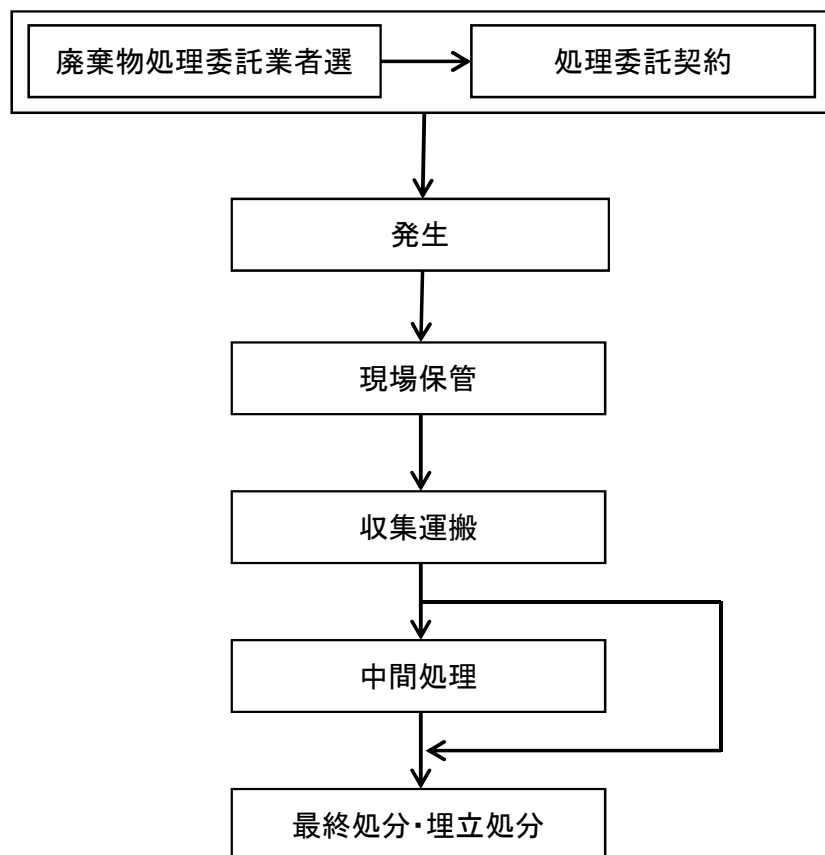 廃棄物処理委託業者選
処理委託契約
発生
現場保管
収集運搬
中間処理
最終処分・埋立処分